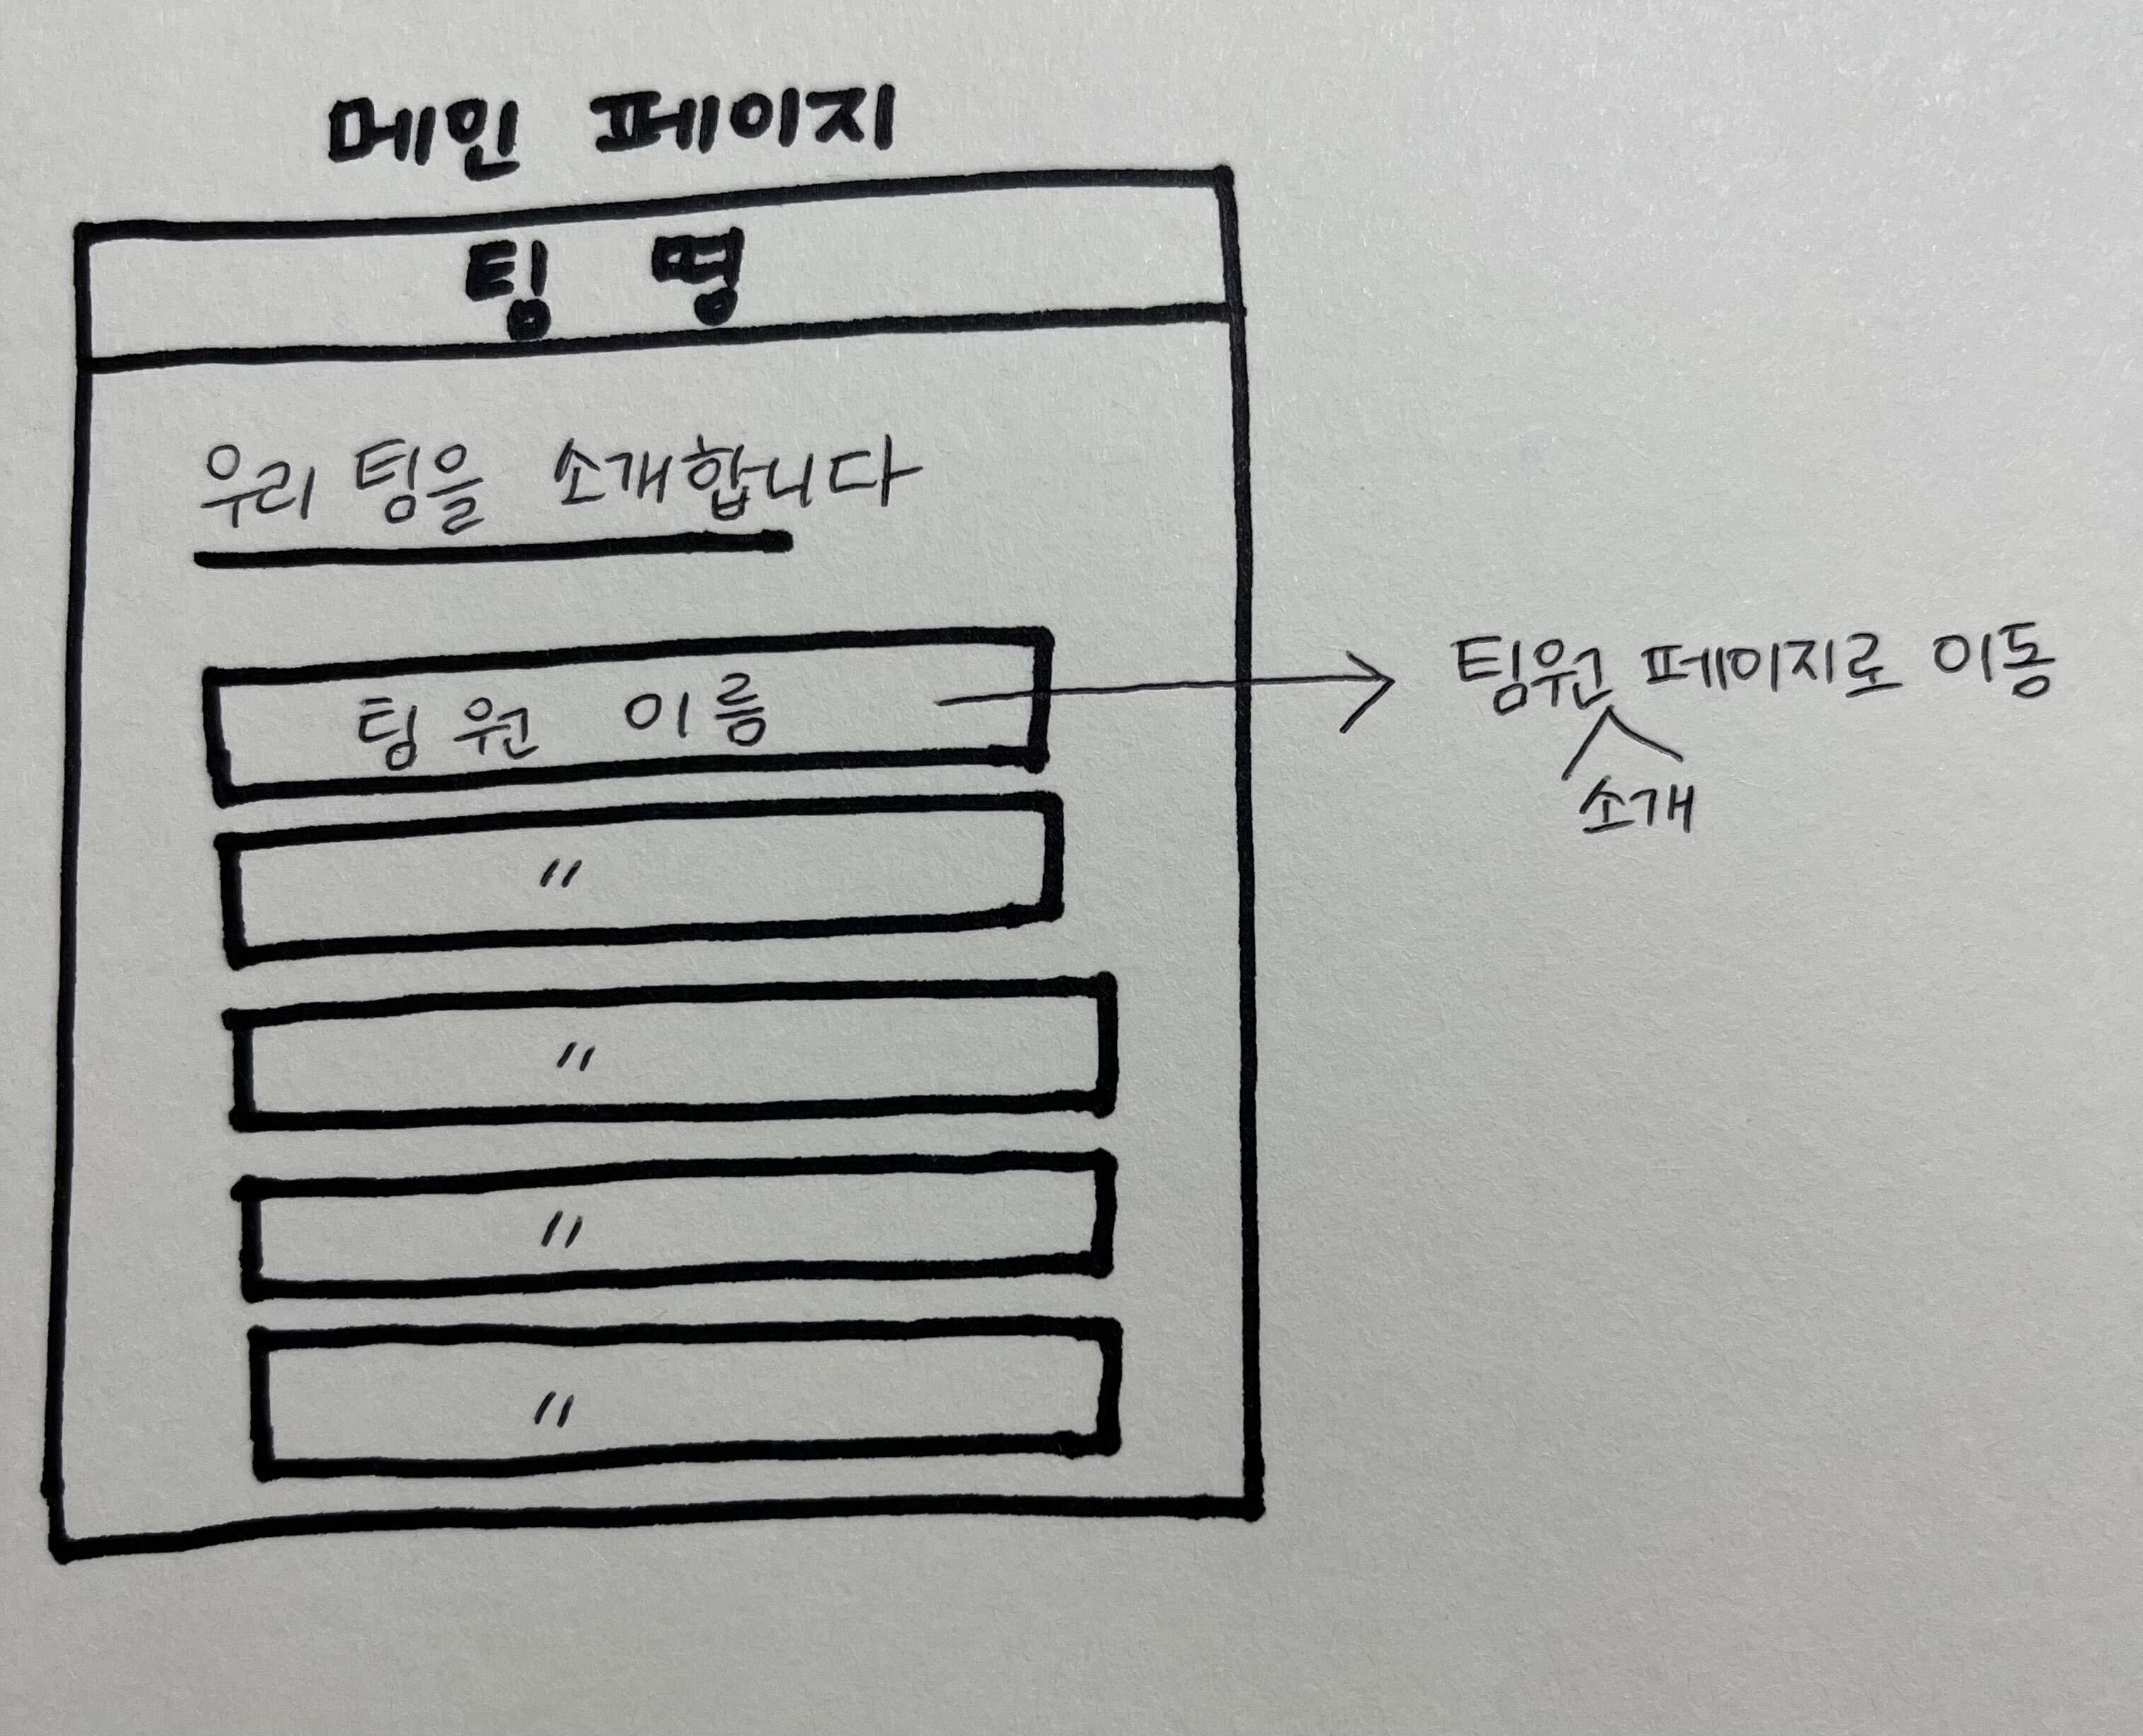 메인 페이지
팀 명
우리 팀을 소개합니다
팀원 이름
팀원 페이지로 이동
소개
〃
〃
〃
〃